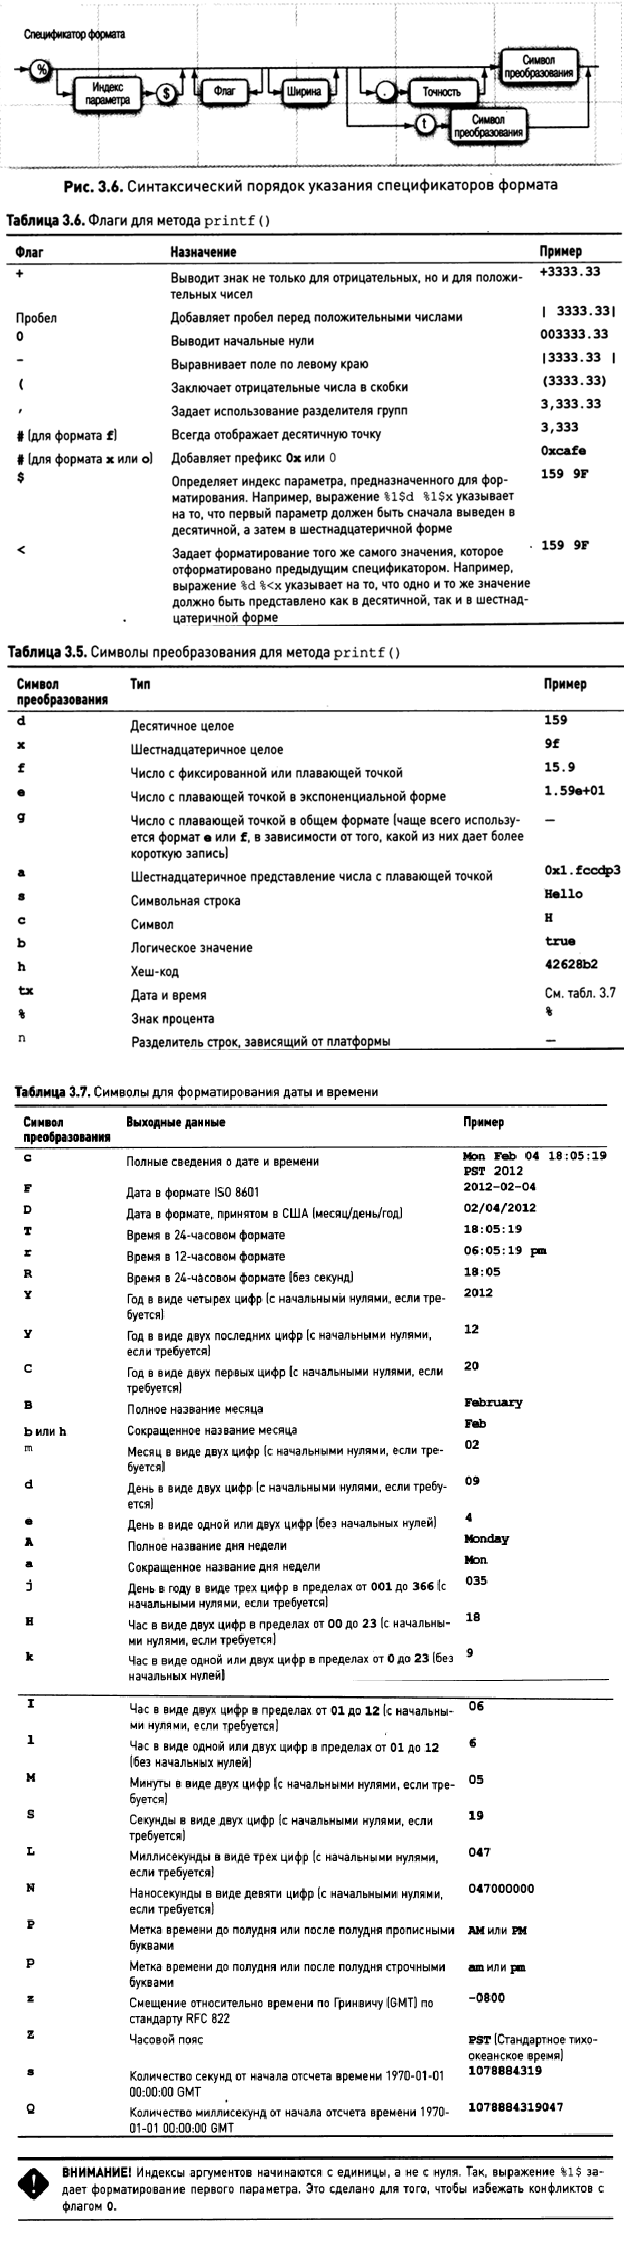 Спецификатор формата
%
Индекс параметра
$
Флаг
Ширина
.
Точность
Символ преобразования
t
Символ преобразования
Рис. 3.6. Синтаксический порядок указания спецификаторов формата
Таблица 3.6. Флаги для метода printf()
Флаг Назначение Пример
+ Выводит знак не только для отрицательных, но и для положи- +3333.33
тельных чисел
Пробел Добавляет пробел перед положительными числами | 3333.33|
0 Выводит начальные нули 003333.33
– Выравнивает поле по левому краю |3333.33 |
( Заключает отрицательные числа в скобки (3333.33)
, Задает использование разделителя групп 3,333.33
# (для формата f) Всегда отображает десятичную точку 3,333
# (для формата x или o) Добавляет префикс 0x или 0 0xcafe
$ Определяет индекс параметра, предназначенного для фор- 159 9F
матирования. Например, выражение %1$d %1$x указывает
на то, что первый параметр должен быть сначала выведен в
десятичной, а затем в шестнадцатеричной форме
< Задает форматирование того же самого значения, которое 159 9F
отформатировано предыдущим спецификатором. Например,
выражение %d %<x указывает на то, что одно и то же значение
должно быть представлено как в десятичной, так и в шестнад-
цатеричной форме
Таблица 3.5. Символы преобразования для метода printf()
Символ Тип Пример
преобразования
d Десятичное целое 159
x Шестнадцатеричное целое 9f
f Число с фиксированной или плавающей точкой 15.9
e Число с плавающей точкой в экспоненциальной форме 1.59e+01
g Число с плавающей точкой в общем формате (чаще всего использу- —
ется формат e или f, в зависимости от того, какой из них дает более
короткую запись)
a Шестнадцатеричное представление числа с плавающей точкой 0x1.fccdp3
s Символьная строка Hello
c Символ H
b Логическое значение true
h Хеш-код 42628b2
tx Дата и время См. табл. 3.7
% Знак процента %
n Разделитель строк, зависящий от платформы —
Таблица 3.7. Символы для форматирования даты и времени
Символ Выходные данные Пример
преобразования
c Полные сведения о дате и времени Mon Feb 04 18:05:19
PST 2012
F Дата в формате ISO 8601 2012-02-04
D Дата в формате, принятом в США (месяц/день/год) 02/04/2012
T Время в 24-часовом формате 18:05:19
r Время в 12-часовом формате 06:05:19 pm
R Время в 24-часовом формате (без секунд) 18:05
Y Год в виде четырех цифр (с начальными нулями, если тре- 2012
буется)
y Год в виде двух последних цифр (с начальными нулями, 12
если требуется)
C Год в виде двух первых цифр (с начальными нулями, если 20
требуется)
B Полное название месяца February
b или h Сокращенное название месяца Feb
m Месяц в виде двух цифр (с начальными нулями, если тре- 02
буется)
d День в виде двух цифр (с начальными нулями, если требу- 09
ется)
e День в виде одной или двух цифр (без начальных нулей) 4
A Полное название дня недели Monday
a Сокращенное название дня недели Mon
j День в году в виде трех цифр в пределах от 001 до 366 (с 035
начальными нулями, если требуется)
H Час в виде двух цифр в пределах от 00 до 23 (с начальны- 18
ми нулями, если требуется)
k Час в виде одной или двух цифр в пределах от 0 до 23 (без 9
начальных нулей)
I Час в виде двух цифр в пределах от 01 до 12 (с начальны- 06
ми нулями, если требуется)
l Час в виде одной или двух цифр в пределах от 01 до 12 6
(без начальных нулей)
M Минуты в виде двух цифр (с начальными нулями, если тре- 05
буется)
S Секунды в виде двух цифр (с начальными нулями, если 19
требуется)
L Миллисекунды в виде трех цифр (с начальными нулями, 047
если требуется)
N Наносекунды в виде девяти цифр (с начальными нулями, 047000000
если требуется)
P Метка времени до полудня или после полудня прописными AM или PM
буквами
p Метка времени до полудня или после полудня строчными am или pm
буквами
z Смещение относительно времени по Гринвичу (GMT) по -0800
стандарту RFC 822
Z Часовой пояс PST (Стандартное тихо-
океанское время)
s Количество секунд от начала отсчета времени 1970-01-01 1078884319
00:00:00 GMT
Q Количество миллисекунд от начала отсчета времени 1970- 1078884319047
01-01 00:00:00 GMT
ВНИМАНИЕ! Индексы аргументов начинаются с единицы, а не с нуля. Так, выражение %1$ за-
дает форматирование первого параметра. Это сделано для того, чтобы избежать конфликтов с
флагом 0.